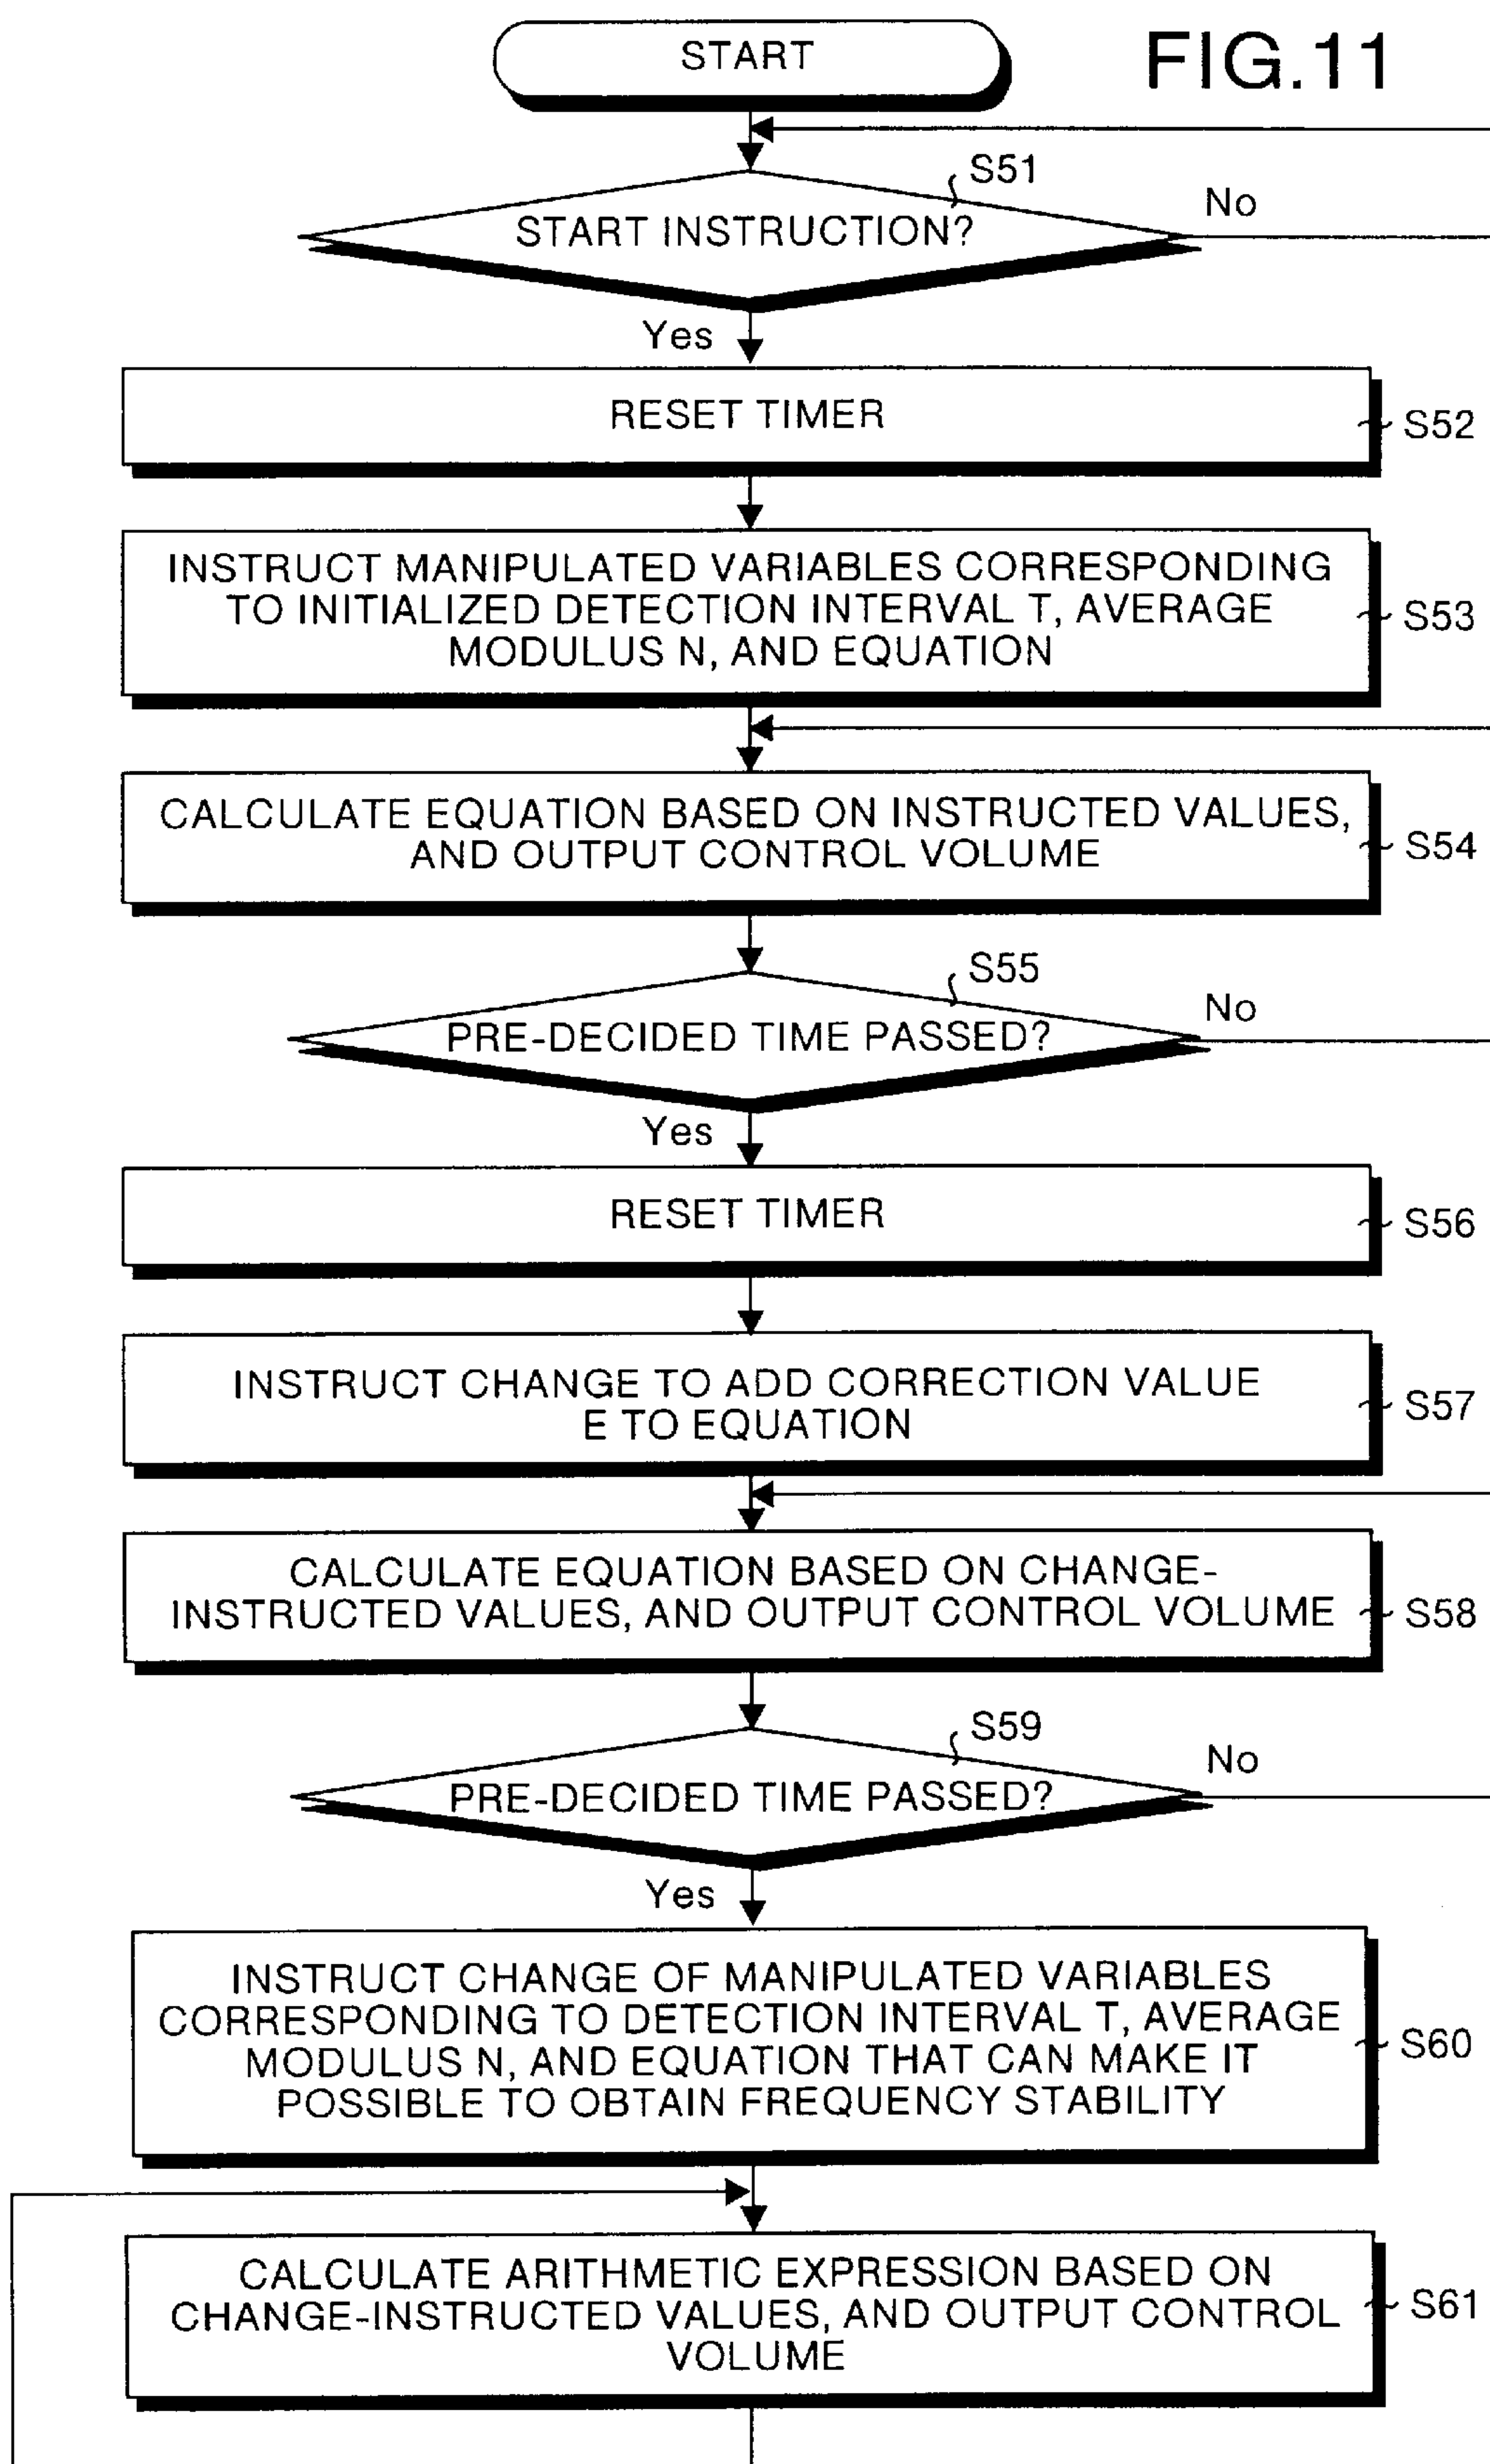 START
FIG.11
S51
START INSTRUCTION?
No
Yes
RESET TIMER
S52
INSTRUCT MANIPULATED VARIABLES CORRESPONDING
TO INITIALIZED DETECTION INTERVAL T, AVERAGE
MODULUS N, AND EQUATION
S53
CALCULATE EQUATION BASED ON INSTRUCTED VALUES,
AND OUTPUT CONTROL VOLUME
S54
S55
PRE-DECIDED TIME PASSED?
No
Yes
RESET TIMER
S56
INSTRUCT CHANGE TO ADD CORRECTION VALUE
E TO EQUATION
S57
CALCULATE EQUATION BASED ON CHANGE-
INSTRUCTED VALUES, AND OUTPUT CONTROL VOLUME
S58
S59
PRE-DECIDED TIME PASSED?
No
Yes
INSTRUCT CHANGE OF MANIPULATED VARIABLES
CORRESPONDING TO DETECTION INTERVAL T, AVERAGE
MODULUS N, AND EQUATION THAT CAN MAKE IT
POSSIBLE TO OBTAIN FREQUENCY STABILITY
S60
CALCULATE ARITHMETIC EXPRESSION BASED ON
CHANGE-INSTRUCTED VALUES, AND OUTPUT CONTROL
VOLUME
S61